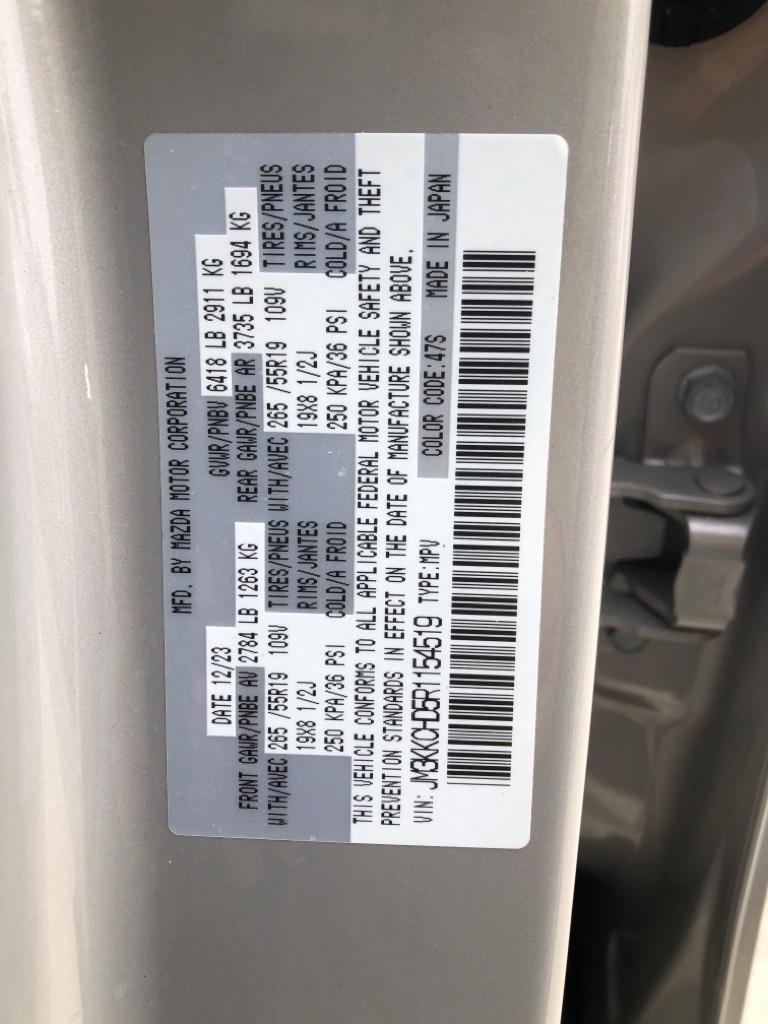 MFD. BY MAZDA MOTOR CORPORATION
DATE 12/23 GVWR/PNBV 6418 LB 2911 KG
FRONT GAWR/PNBE AV 2784 LB 1263 KG REAR GAWR/PNBE AR 3735 LB 1694 KG
WITH/AVEC 265 /55R19 109V TIRES/PNEUS WITH/AVEC 265 /55R19 109V TIRES/PNEUS
19X8 1/2J RIMS/JANTES 19X8 1/2J RIMS/JANTES
250 KPA/36 PSI COLD/A FROID 250 KPA/36 PSI COLD/A FROID
THIS VEHICLE CONFORMS TO ALL APPLICABLE FEDERAL MOTOR VEHICLE SAFETY AND THEFT
PREVENTION STANDARDS IN EFFECT ON THE DATE OF MANUFACTURE SHOWN ABOVE.
VIN: JM3KKCHD5R1154519 TYPE:MPV COLOR CODE:47S MADE IN JAPAN